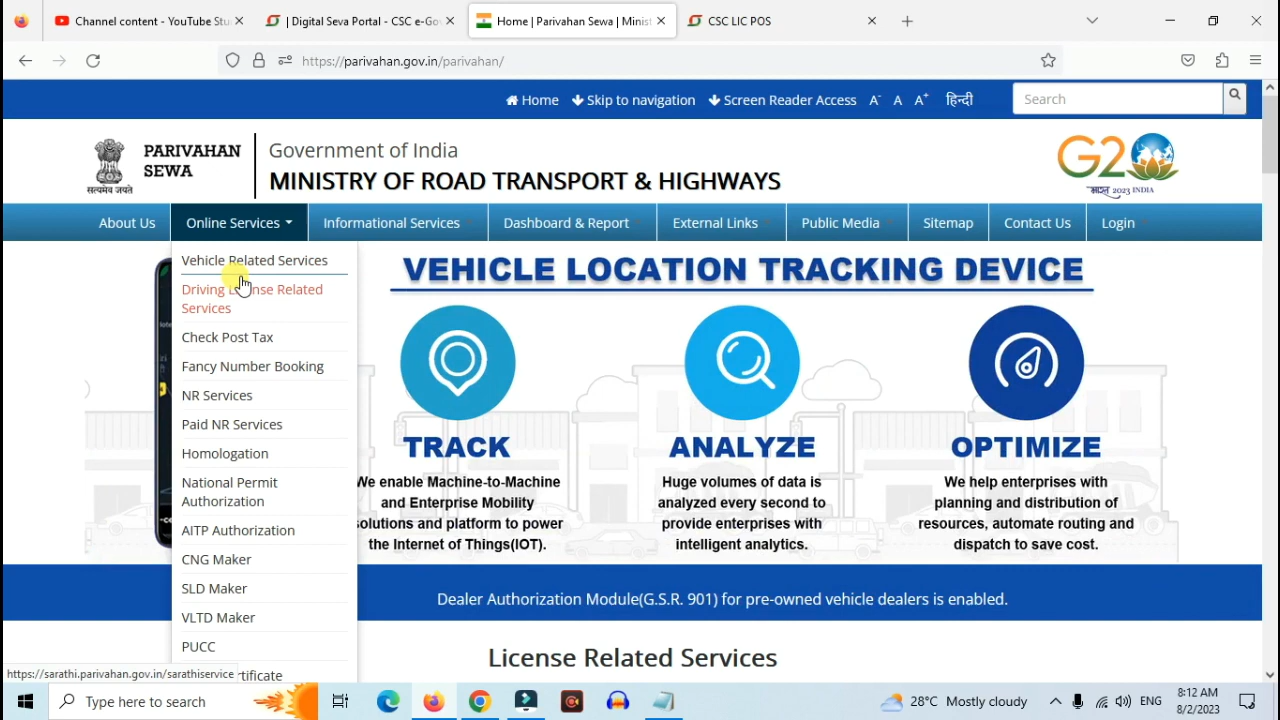 Channel content - YouTube Stu
| Digital Seva Portal - CSC e-Go
Home | Parivahan Sewa | Minist
CSC LIC POS
https://parivahan.gov.in/parivahan/
Home
Skip to navigation
Screen Reader Access
A-
A
A+
हिन्दी
Search
सत्यमेव जयते
PARIVAHAN
SEWA
Government of India
MINISTRY OF ROAD TRANSPORT & HIGHWAYS
G2
भारत 2023 INDIA
About Us
Online Services
Informational Services
Dashboard & Report
External Links
Public Media
Sitemap
Contact Us
Login
Vehicle Related Services
Driving License Related
Services
Check Post Tax
Fancy Number Booking
NR Services
Paid NR Services
Homologation
National Permit
Authorization
AITP Authorization
CNG Maker
SLD Maker
VLTD Maker
PUCC
rtificate
VEHICLE LOCATION TRACKING DEVICE
TRACK
We enable Machine-to-Machine
and Enterprise Mobility
solutions and platform to power
the Internet of Things(IOT).
ANALYZE
Huge volumes of data is
analyzed every second to
provide enterprises with
intelligent analytics.
OPTIMIZE
We help enterprises with
planning and distribution of
resources, automate routing and
dispatch to save cost.
Dealer Authorization Module(G.S.R. 901) for pre-owned vehicle dealers is enabled.
License Related Services
https://sarathi.parivahan.gov.in/sarathiservice
Type here to search
28°C Mostly cloudy
ENG
8:12 AM
8/2/2023